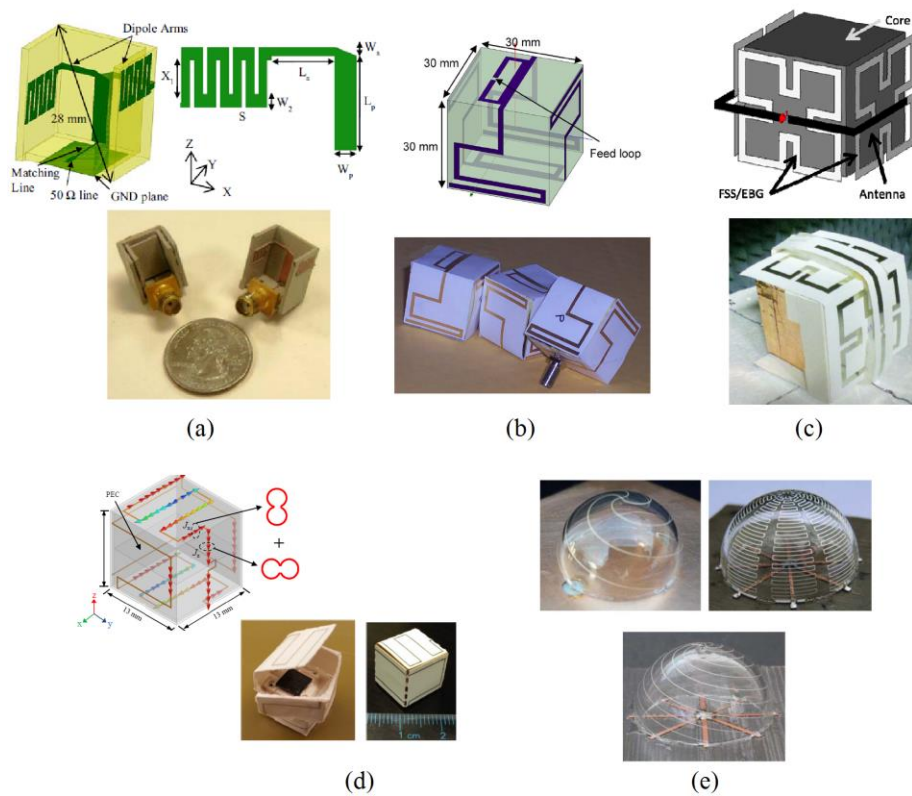 Dipole Arms
X1
28 mm
W2
S
Ls
Ws
Lp
Wp
Z
Y
X
Matching
Line
50 Ω line
GND plane
(a)
30 mm
30 mm
30 mm
Feed loop
(b)
Core
FSS/EBG
Antenna
(c)
PEC
+
z
x
y
13 mm
13 mm
1 cm
2
(d)
(e)